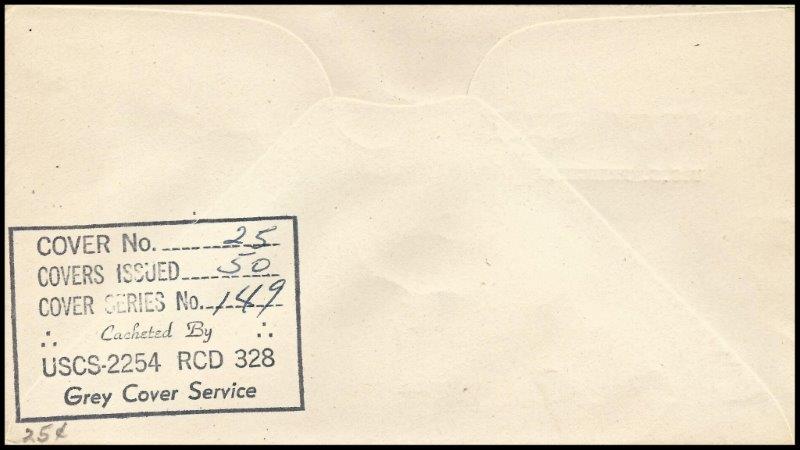 COVER No. 25
COVERS ISSUED 50
COVER SERIES No. 149
Cacheted By
USCS-2254 RCD 328
Grey Cover Service
25¢